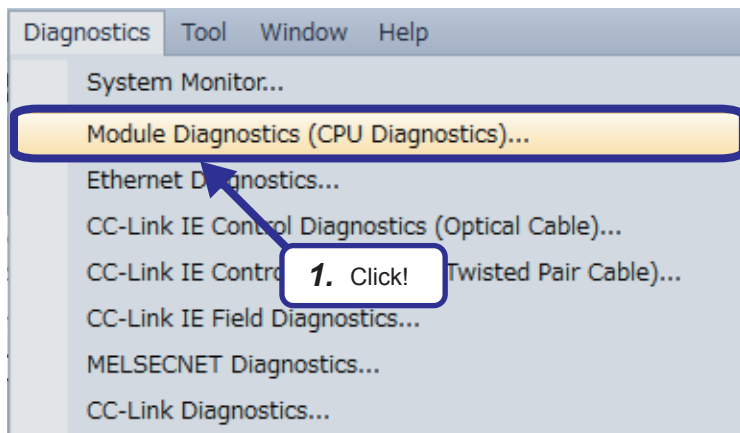 Diagnostics Tool Window Help
System Monitor...
Module Diagnostics (CPU Diagnostics)...
Ethernet Diagnostics...
CC-Link IE Control Diagnostics (Optical Cable)...
CC-Link IE Twisted Pair Cable)...
1. Click!
CC-Link IE Field Diagnostics...
MELSECNET Diagnostics...
CC-Link Diagnostics...